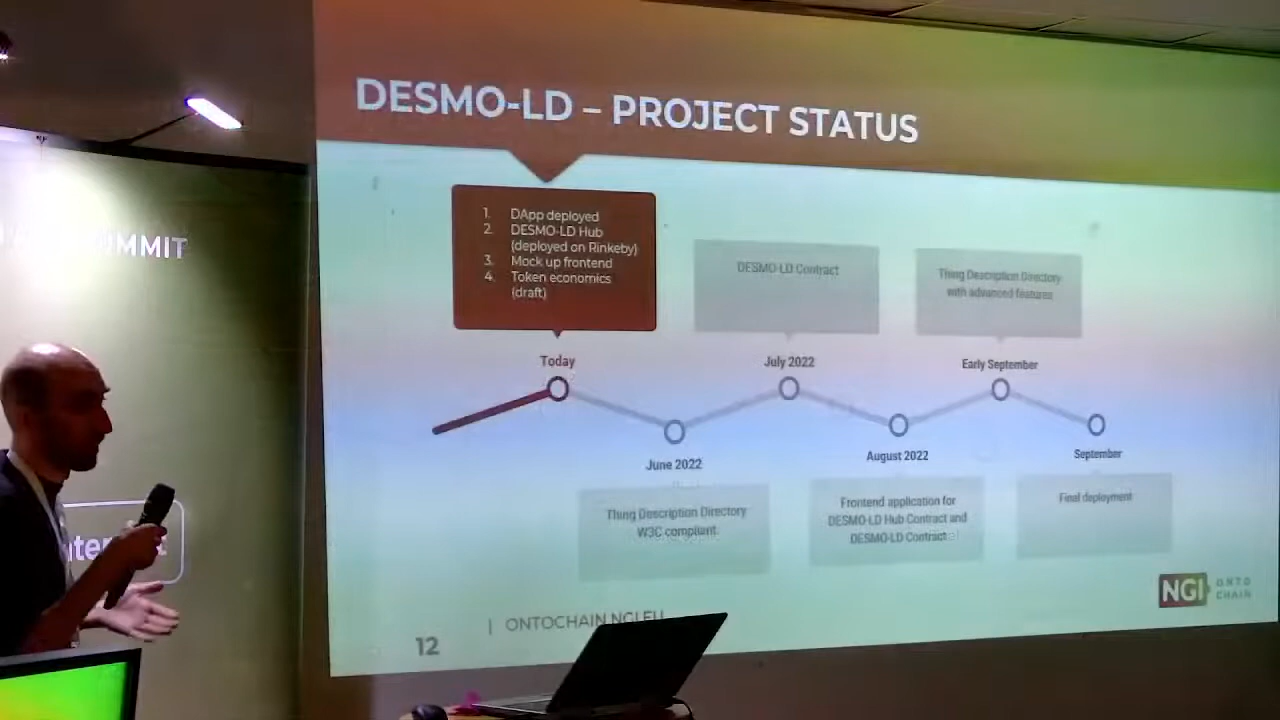 DESMO-LD – PROJECT STATUS
1. DApp deployed
2. DESMO-LD Hub
(deployed on Rinkeby)
3. Mock up frontend
4. Token economics
(draft)
DESMO-LD Contract
Thing Description Directory
with advanced features
Today
July 2022
Early September
June 2022
August 2022
September
Thing Description Directory
W3C compliant
Frontend application for
DESMO-LD Hub Contract and
DESMO-LD Contract
Final deployment
NGI ONTO
CHAIN
12 | ONTOCHAIN.NGI.EU